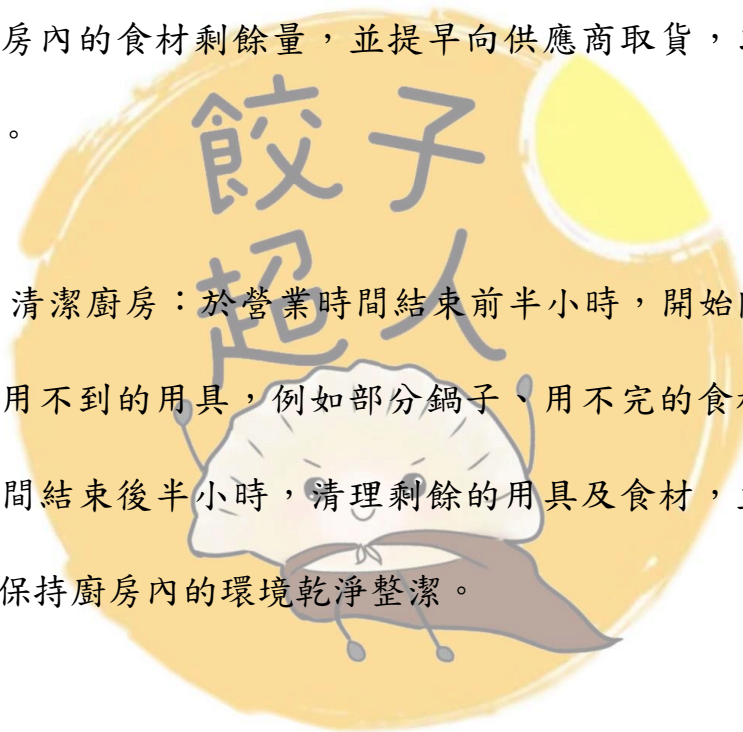 房內的食材剩餘量，並提早向供應商取貨，
餃子
。
超人
清潔廚房：於營業時間結束前半小時，開始
用不到的用具，例如部分鍋子、用不完的食
間結束後半小時，清理剩餘的用具及食材，
保持廚房內的環境乾淨整潔。